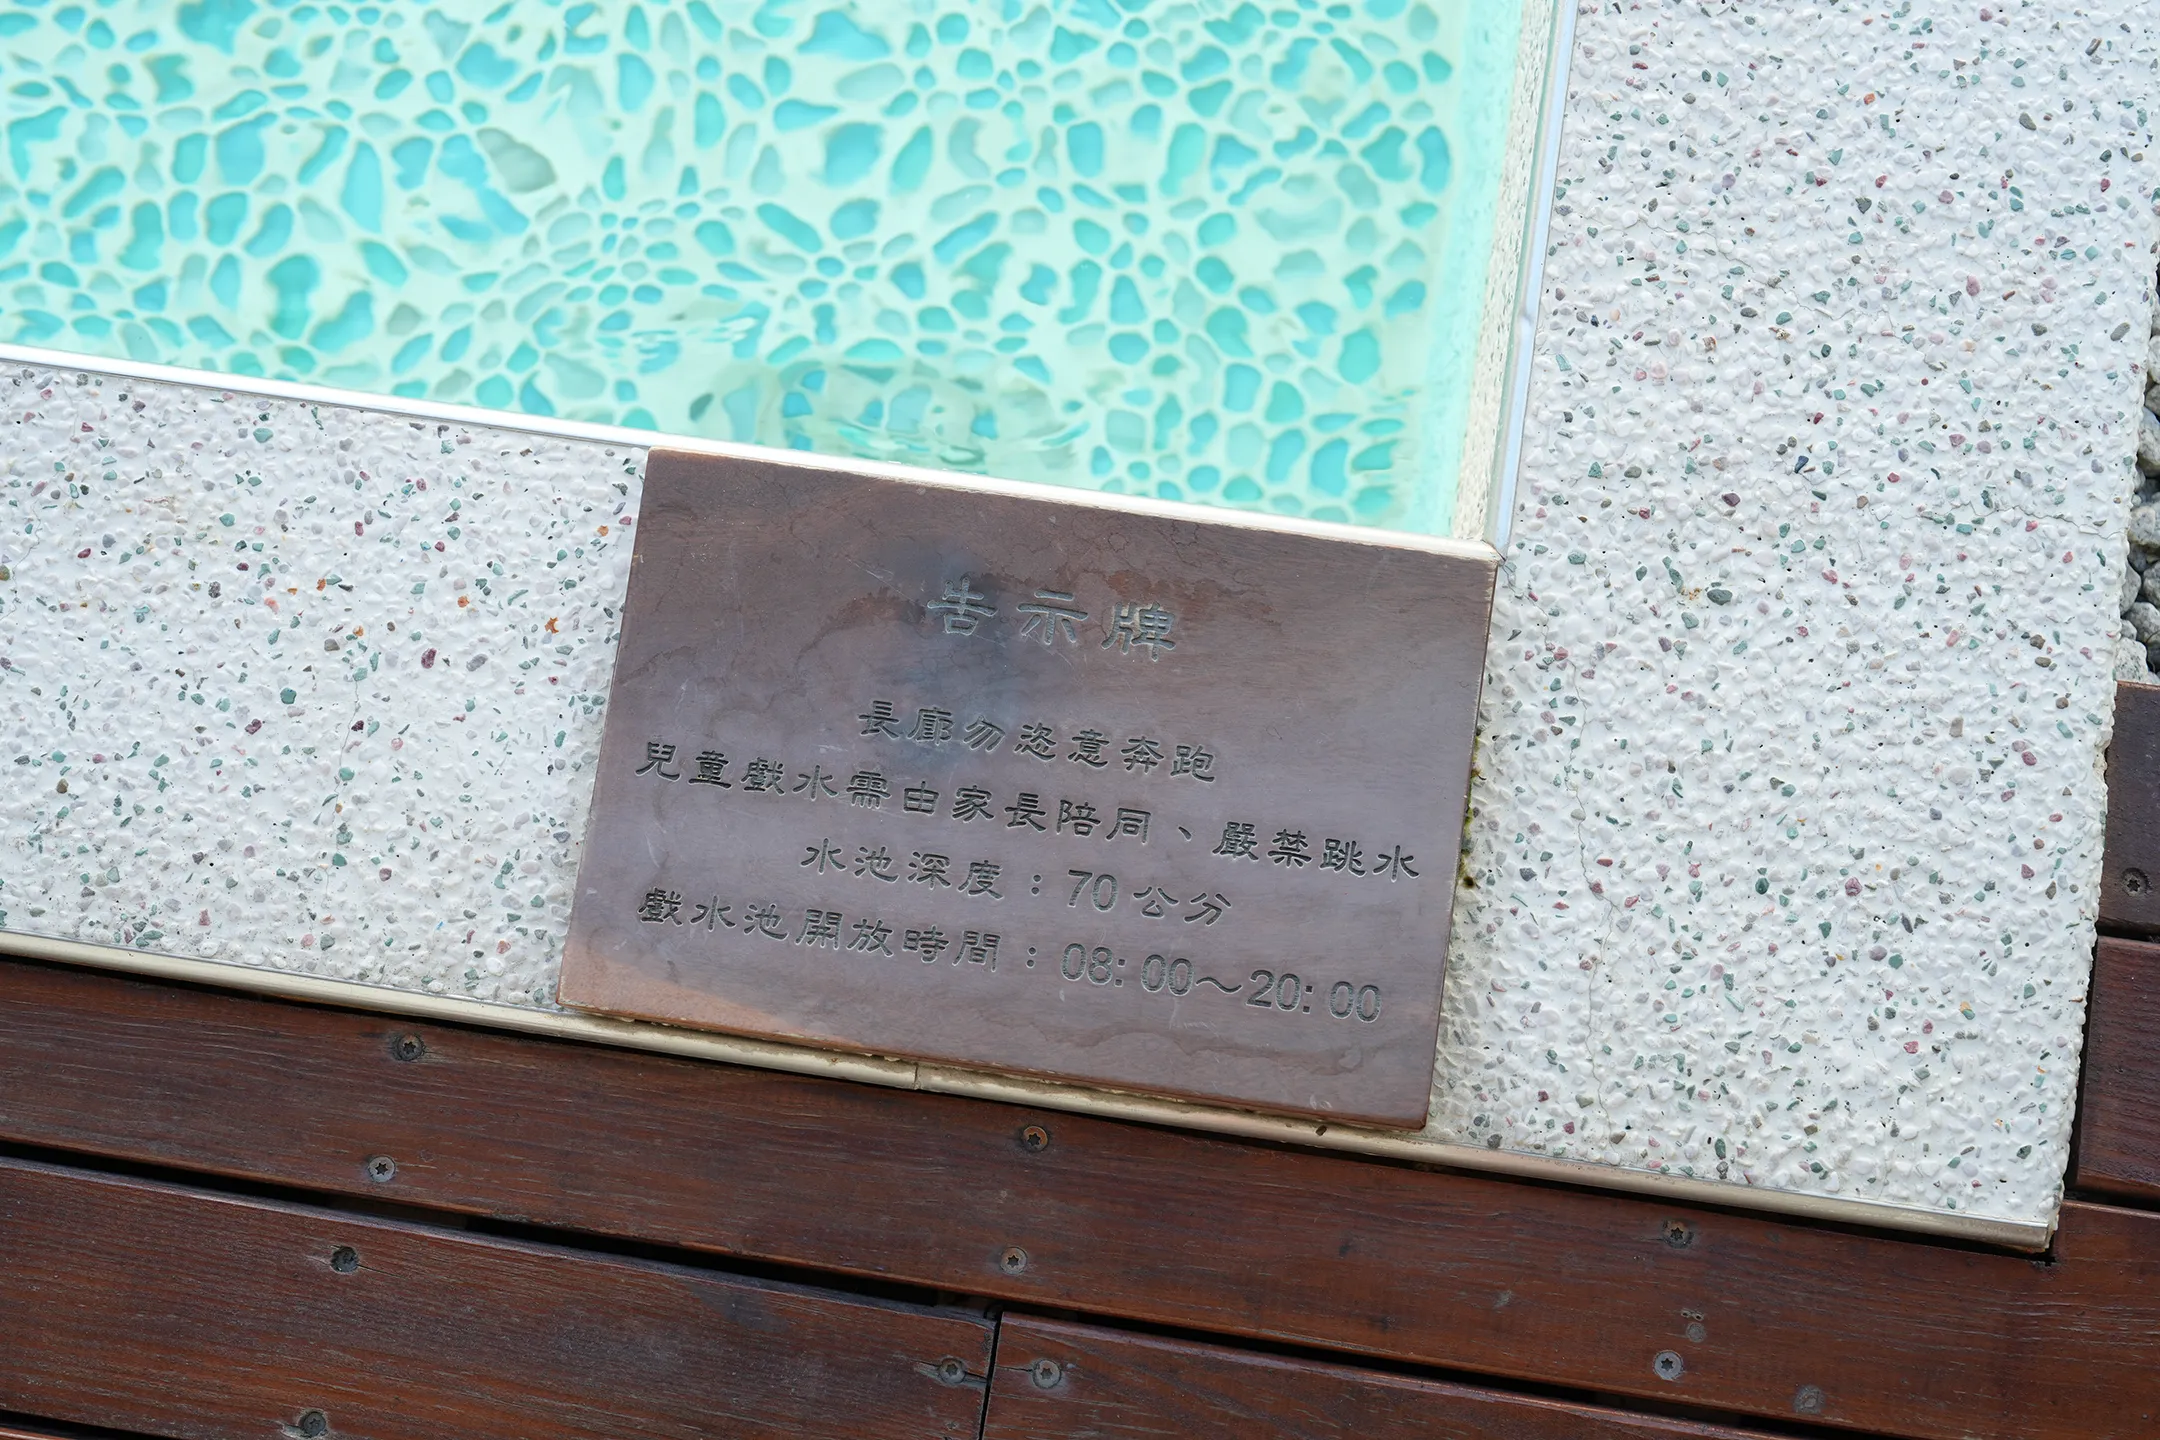 告示牌
長廊勿恣意奔跑
兒童戲水需由家長陪同、嚴禁跳水
水池深度：70公分
戲水池開放時間：08:00～20:00